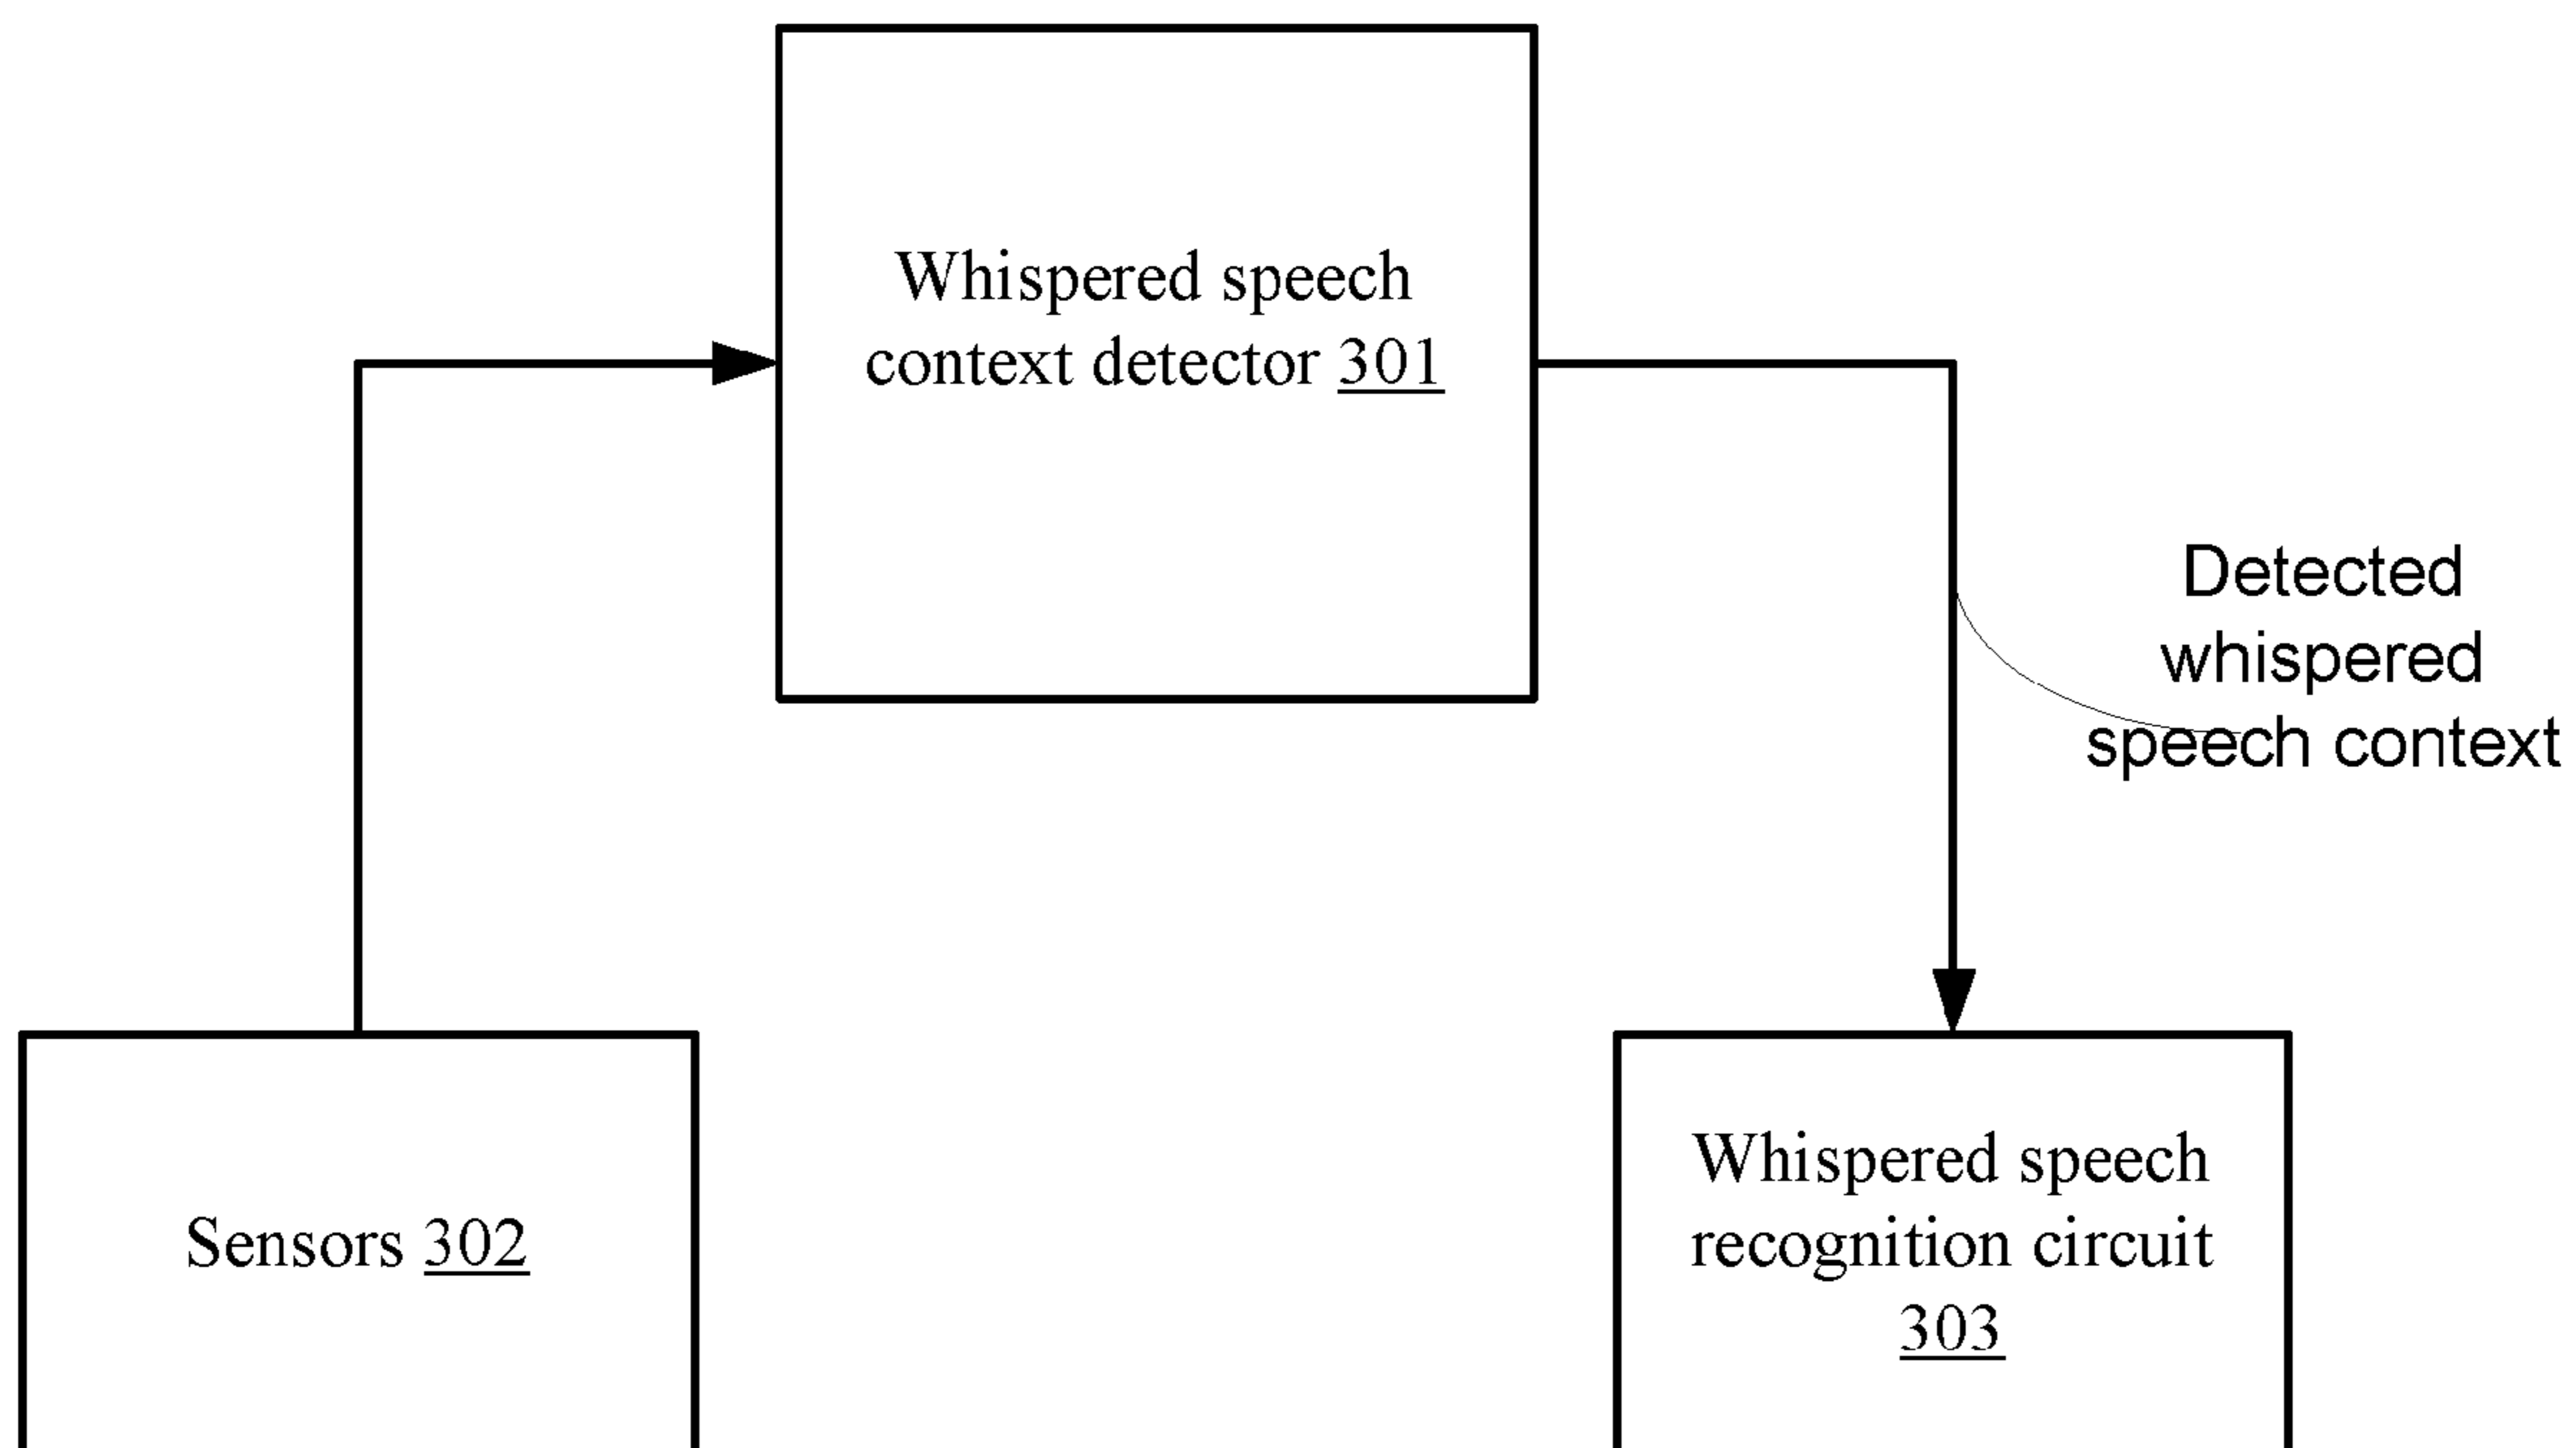 Whispered speech
context detector 301
Detected
whispered
speech context
Sensors 302
Whispered speech
recognition circuit
303